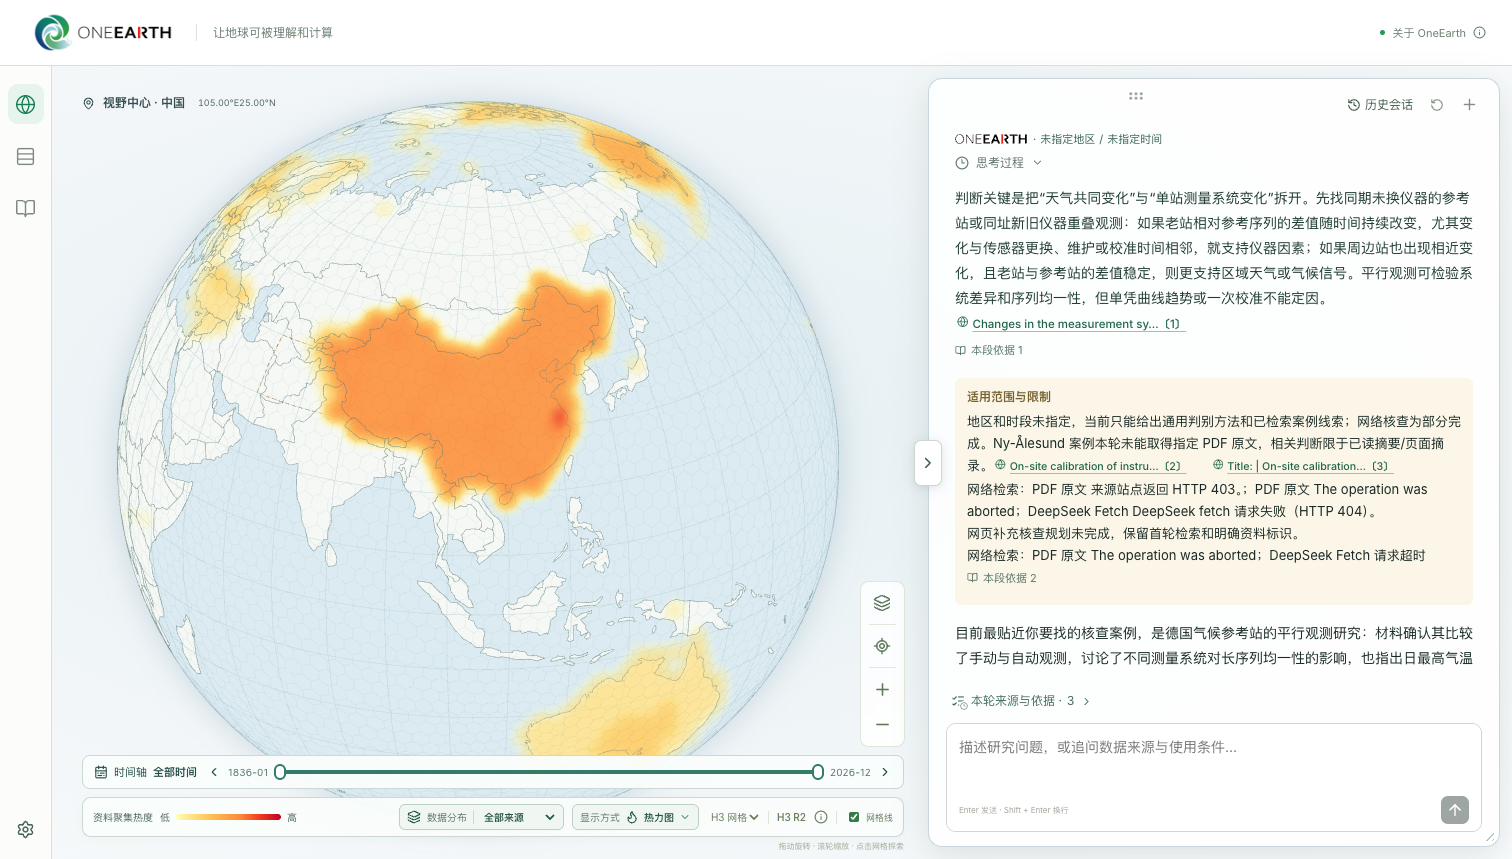 ONEEARTH
让地球可被理解和计算
关于 OneEarth
视野中心 · 中国 105.00°E25.00°N
历史会话
ONEEARTH · 未指定地区 / 未指定时间
思考过程
判断关键是把“天气共同变化”与“单站测量系统变化”拆开。先找同期未换仪器的参考
站或同址新旧仪器重叠观测：如果老站相对参考序列的差值随时间持续改变，尤其变
化与传感器更换、维护或校准时间相邻，就支持仪器因素；如果周边站也出现相近变
化，且老站与参考站的差值稳定，则更支持区域天气或气候信号。平行观测可检验系
统差异和序列均一性，但单凭曲线趋势或一次校准不能定因。
Changes in the measurement sy... 〔1〕
本段依据 1
适用范围与限制
地区和时段未指定，当前只能给出通用判别方法和已检索案例线索；网络核查为部分完
成。Ny-Ålesund 案例本轮未能取得指定 PDF 原文，相关判断限于已读摘要/页面摘
录。 On-site calibration of instru... 〔2〕 Title: | On-site calibration... 〔3〕
网络检索：PDF 原文 来源站点返回 HTTP 403。；PDF 原文 The operation was
aborted；DeepSeek Fetch DeepSeek fetch 请求失败（HTTP 404）。
网页补充核查规划未完成，保留首轮检索和明确资料标识。
网络检索：PDF 原文 The operation was aborted；DeepSeek Fetch 请求超时
本段依据 2
目前最贴近你要找的核查案例，是德国气候参考站的平行观测研究：材料确认其比较
了手动与自动观测，讨论了不同测量系统对长序列均一性的影响，也指出日最高气温
本轮来源与依据 · 3
描述研究问题，或追问数据来源与使用条件...
Enter 发送 · Shift + Enter 换行
时间轴 全部时间 1836-01 2026-12
资料聚集热度 低 高 数据分布 全部来源 显示方式 热力图 H3 网格 H3 R2 网格线
拖动旋转 · 滚轮缩放 · 点击网格探索